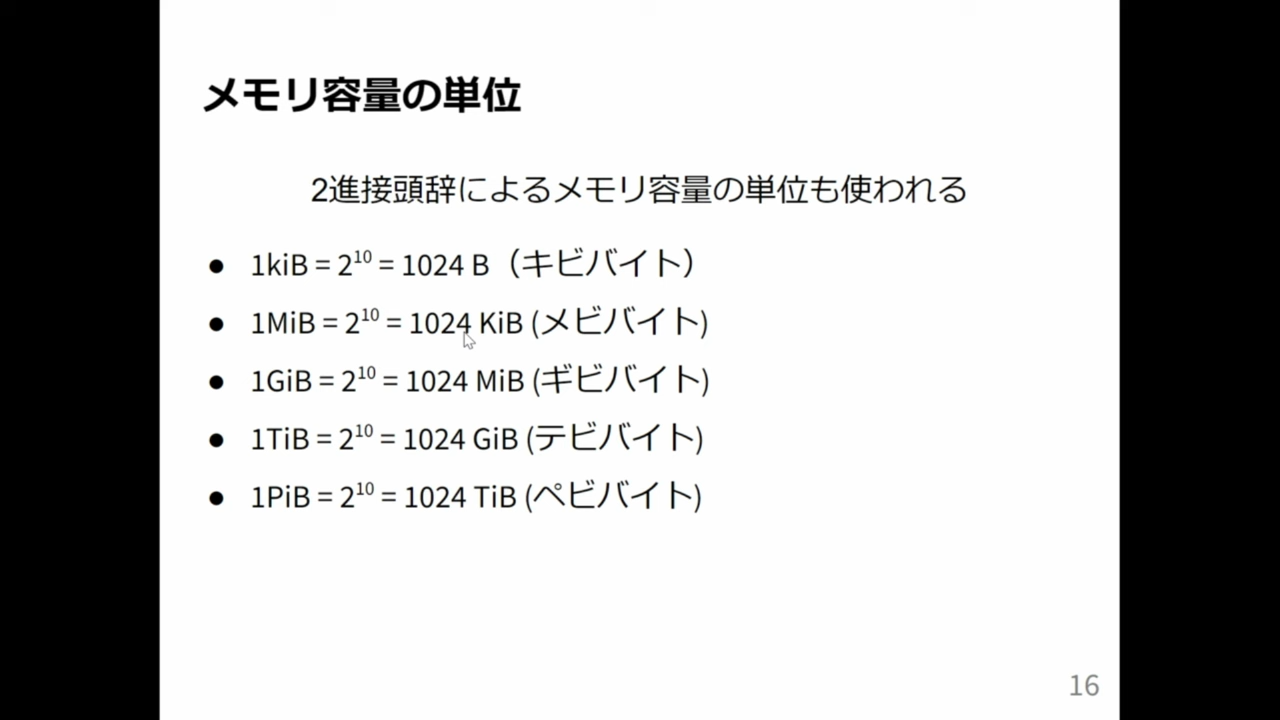 メモリ容量の単位
2進接頭辞によるメモリ容量の単位も使われる
● 1kiB = 2¹⁰ = 1024 B（キビバイト）
● 1MiB = 2¹⁰ = 1024 KiB (メビバイト)
● 1GiB = 2¹⁰ = 1024 MiB (ギビバイト)
● 1TiB = 2¹⁰ = 1024 GiB (テビバイト)
● 1PiB = 2¹⁰ = 1024 TiB (ペビバイト)
16